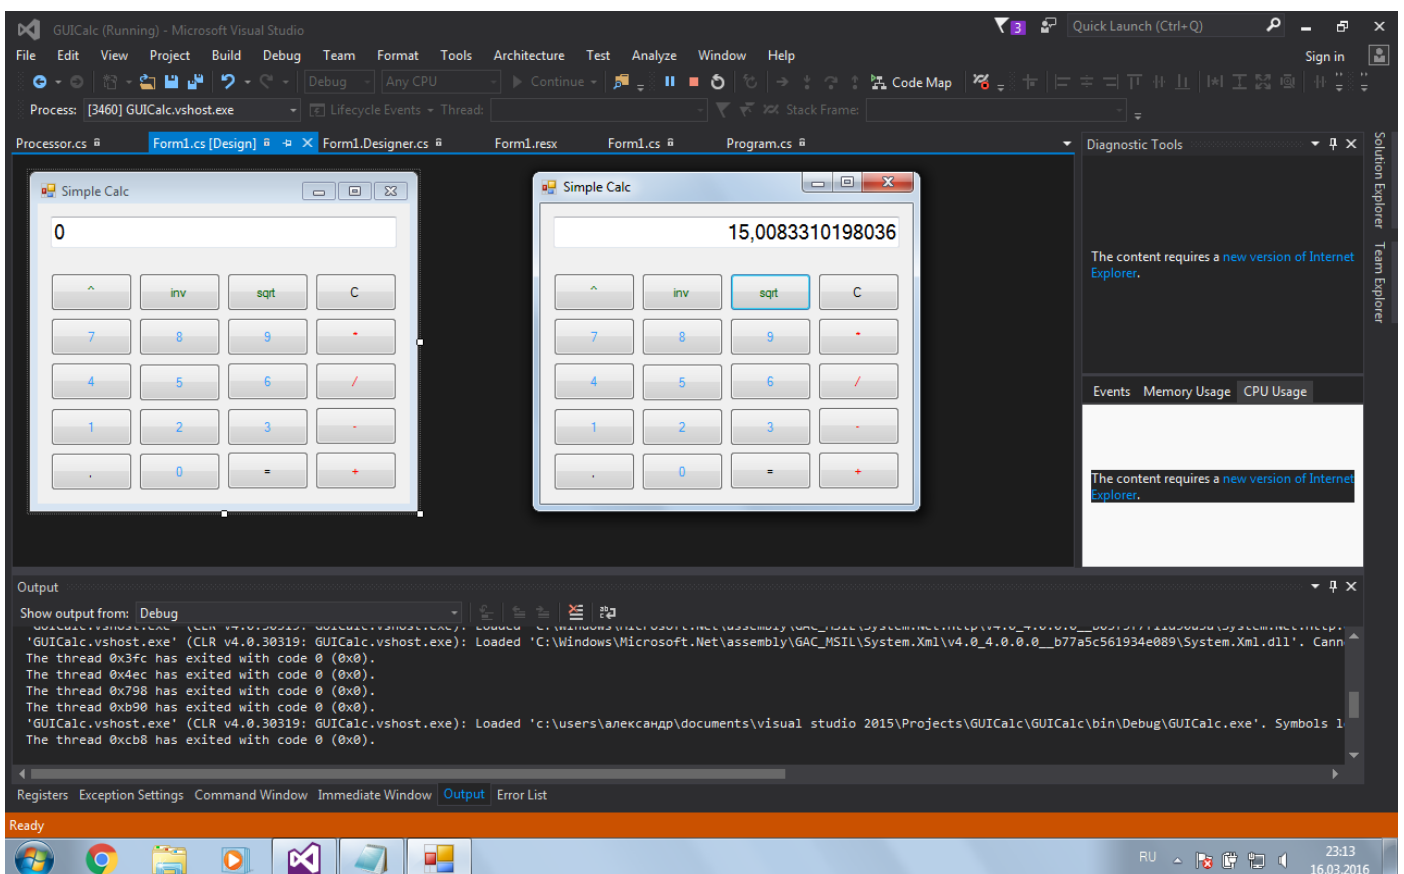 GUICalc (Running) - Microsoft Visual Studio
3
Quick Launch (Ctrl+Q)
File Edit View Project Build Debug Team Format Tools Architecture Test Analyze Window Help
Sign in
Debug Any CPU Continue Code Map
Process: [3460] GUICalc.vshost.exe Lifecycle Events Thread: Stack Frame:
Processor.cs Form1.cs [Design] Form1.Designer.cs Form1.resx Form1.cs Program.cs
Diagnostic Tools
Solution Explorer
Team Explorer
Simple Calc
0
^ inv sqrt C
7 8 9 *
4 5 6 /
1 2 3 -
, 0 = +
Simple Calc
15,0083310198036
^ inv sqrt C
7 8 9 *
4 5 6 /
1 2 3 -
, 0 = +
The content requires a new version of Internet
Explorer.
Events Memory Usage CPU Usage
The content requires a new version of Internet
Explorer.
Output
Show output from: Debug
'GUICalc.vshost.exe' (CLR v4.0.30319: GUICalc.vshost.exe): Loaded 'C:\Windows\Microsoft.Net\assembly\GAC_MSIL\System.Xml\v4.0_4.0.0.0__b77a5c561934e089\System.Xml.dll'. Cann
The thread 0x3fc has exited with code 0 (0x0).
The thread 0x4ec has exited with code 0 (0x0).
The thread 0x798 has exited with code 0 (0x0).
The thread 0xb90 has exited with code 0 (0x0).
'GUICalc.vshost.exe' (CLR v4.0.30319: GUICalc.vshost.exe): Loaded 'c:\users\александр\documents\visual studio 2015\Projects\GUICalc\GUICalc\bin\Debug\GUICalc.exe'. Symbols l
The thread 0xcb8 has exited with code 0 (0x0).
Registers Exception Settings Command Window Immediate Window Output Error List
Ready
RU
23:13
16.03.2016